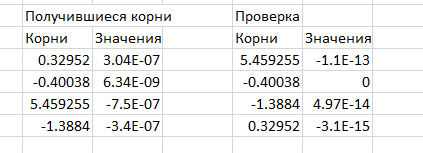 Получившиеся корни Проверка
Корни Значения Корни Значения
0.32952 3.04E-07 5.459255 -1.1E-13
-0.40038 6.34E-09 -0.40038 0
5.459255 -7.5E-07 -1.3884 4.97E-14
-1.3884 -3.4E-07 0.32952 -3.1E-15